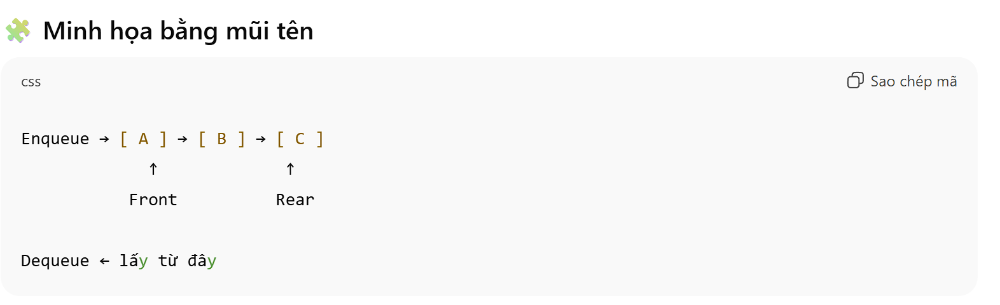 Minh họa bằng mũi tên
css
Sao chép mã
Enqueue → [ A ] → [ B ] → [ C ]
↑ ↑
Front Rear
Dequeue ← lấy từ đây